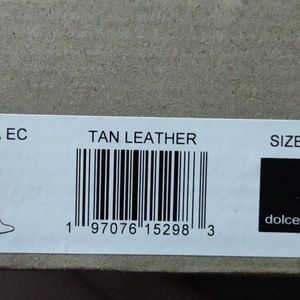 EC TAN LEATHER SIZE
1 97076 15298 3
dolce